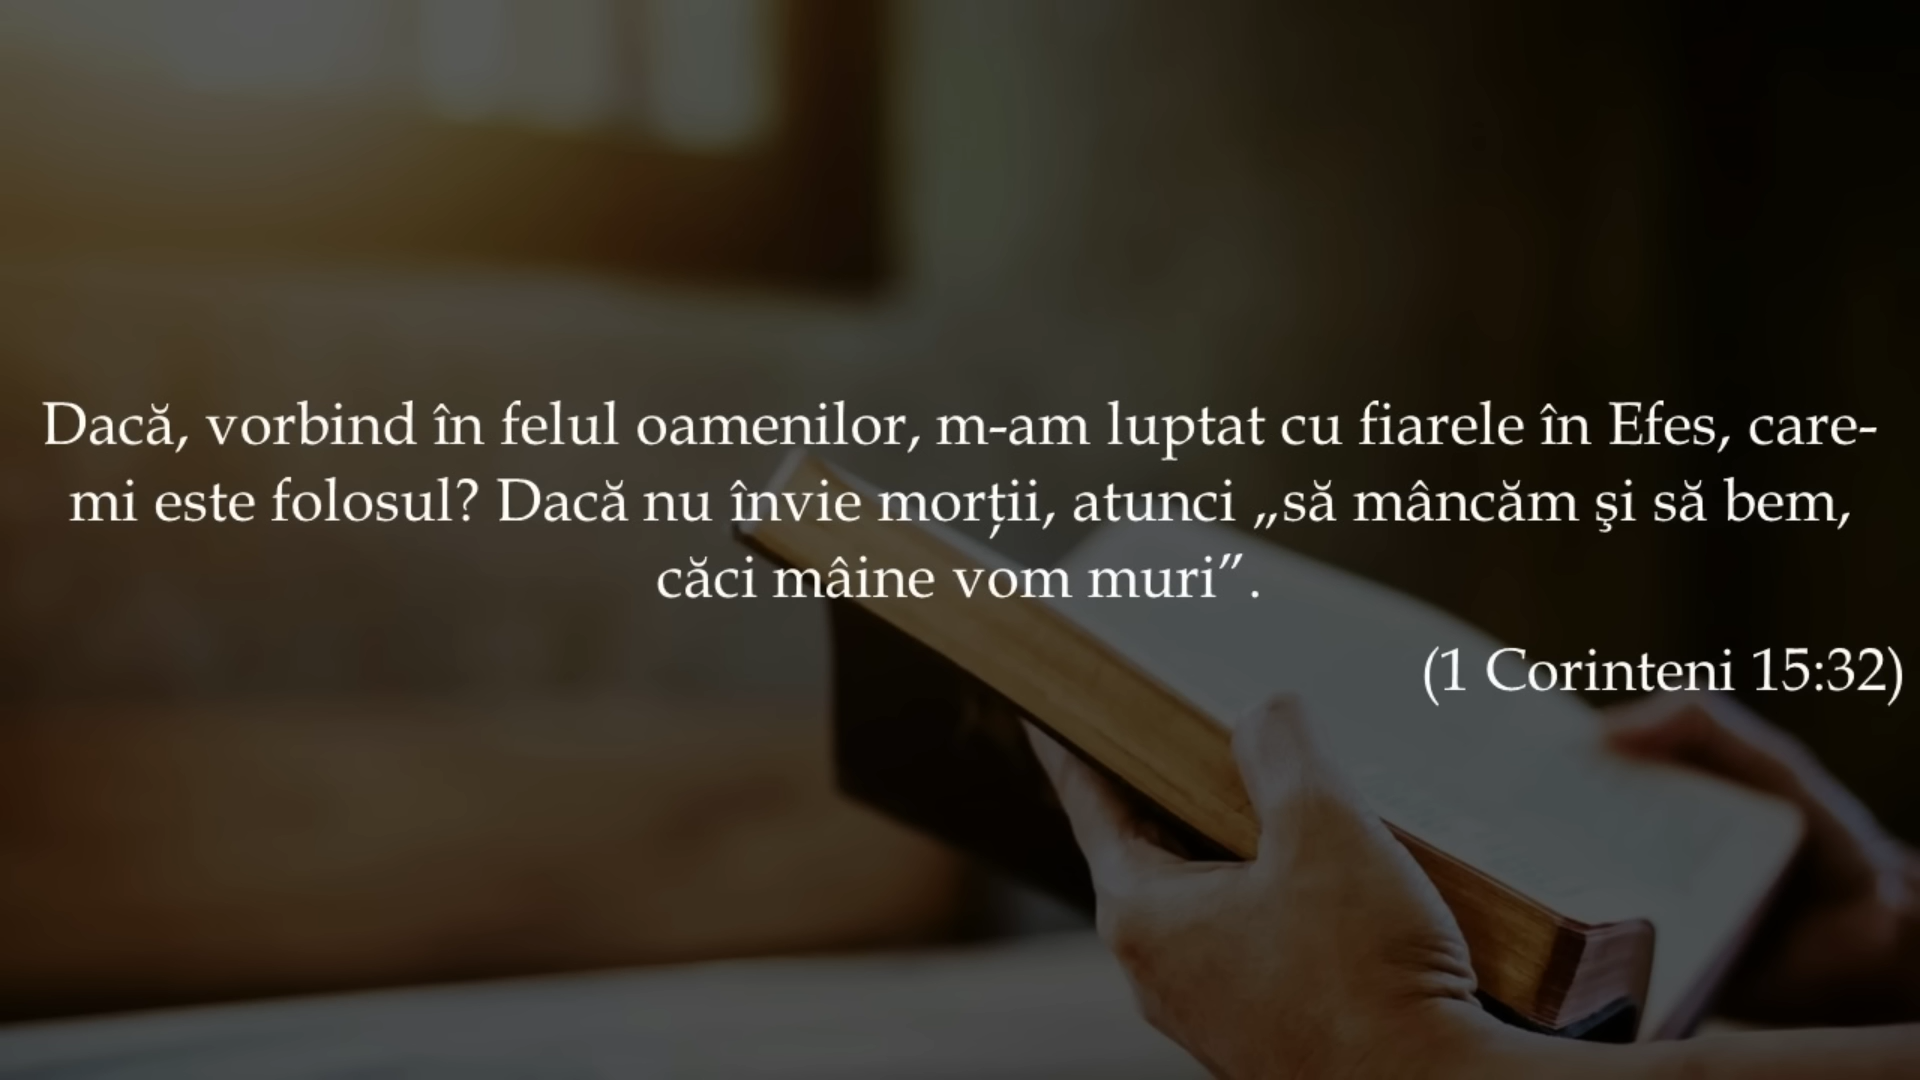 Dacă, vorbind în felul oamenilor, m-am luptat cu fiarele în Efes, care-
mi este folosul? Dacă nu învie morții, atunci „să mâncăm şi să bem,
căci mâine vom muri”.
(1 Corinteni 15:32)